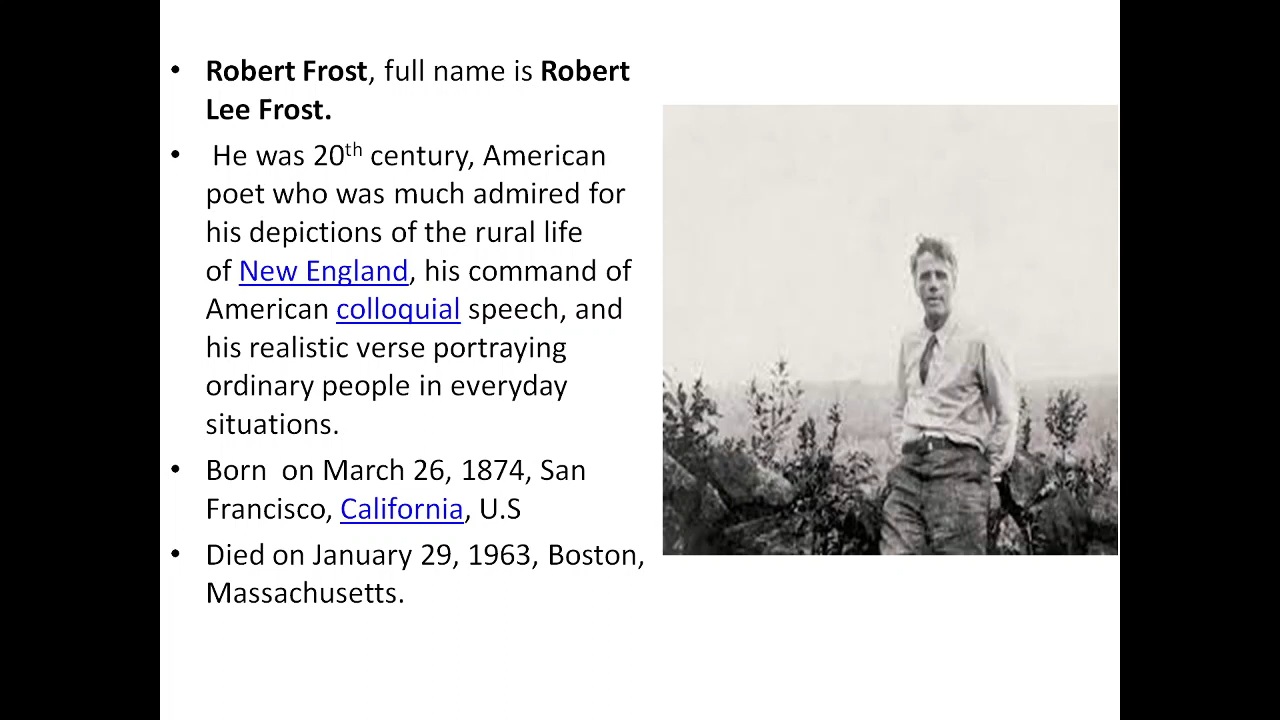 • Robert Frost, full name is Robert
Lee Frost.
• He was 20th century, American
poet who was much admired for
his depictions of the rural life
of New England, his command of
American colloquial speech, and
his realistic verse portraying
ordinary people in everyday
situations.
• Born  on March 26, 1874, San
Francisco, California, U.S
• Died on January 29, 1963, Boston,
Massachusetts.